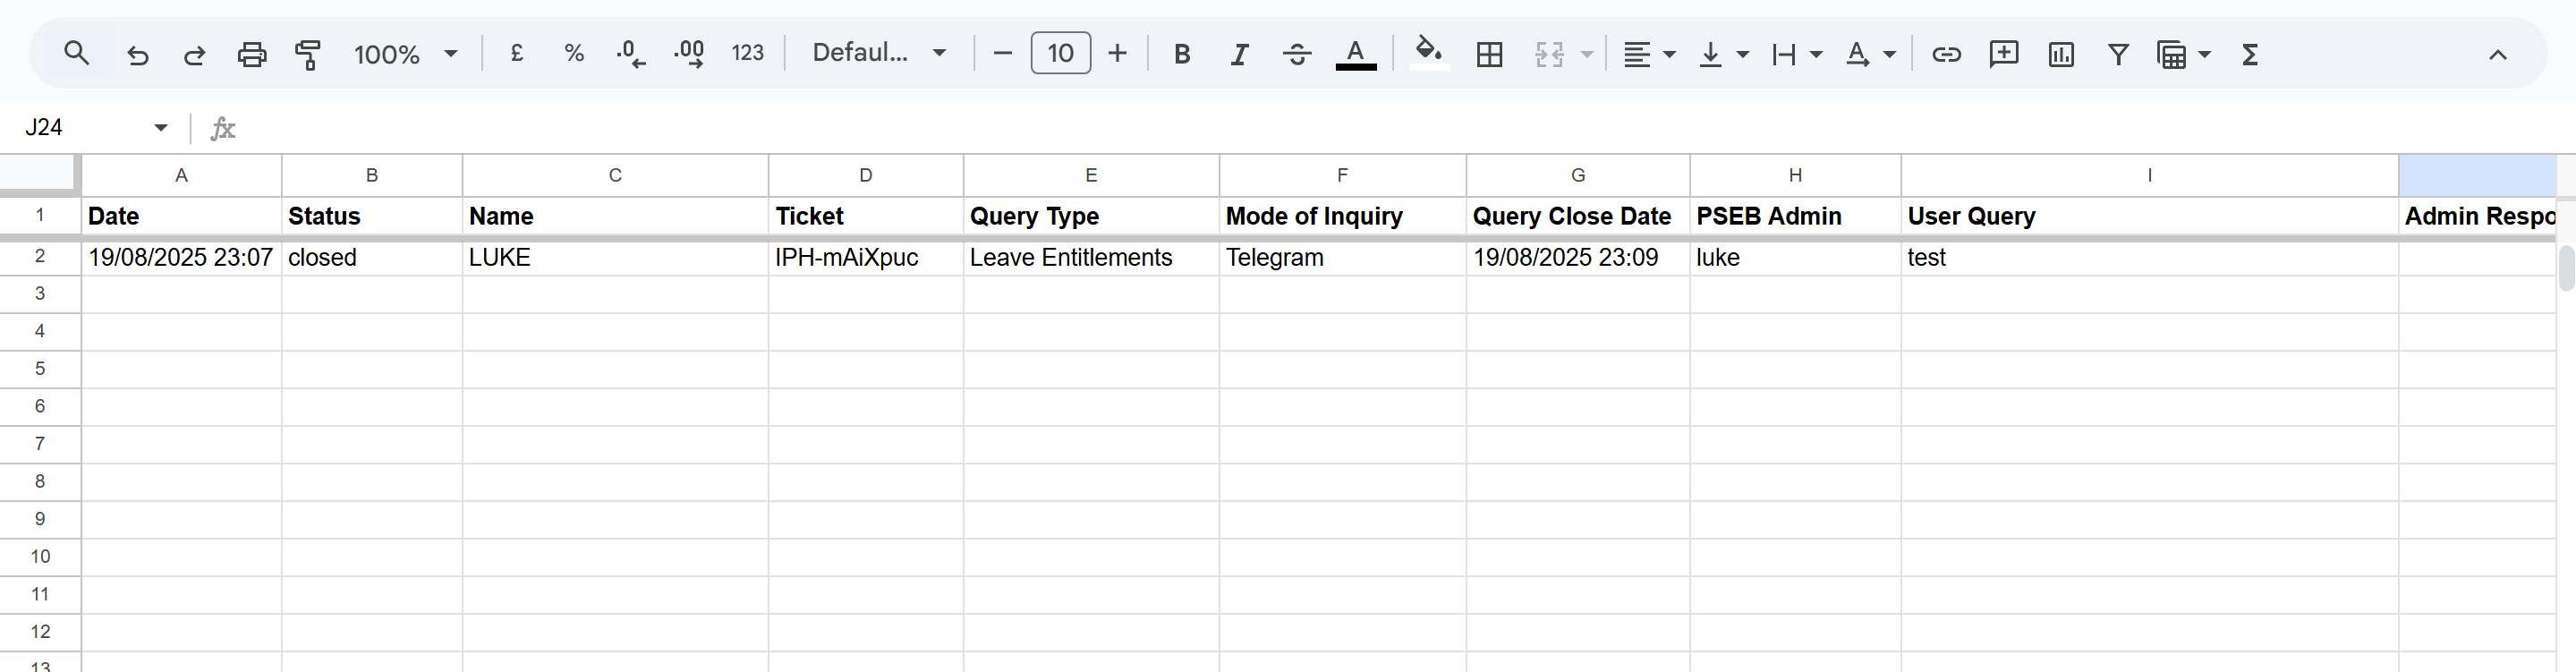 100% £ % .0 .00 123 Defaul... 10 B I A A Σ
J24 fx
A B C D E F G H I
1 Date Status Name Ticket Query Type Mode of Inquiry Query Close Date PSEB Admin User Query Admin Respo
2 19/08/2025 23:07 closed LUKE IPH-mAiXpuc Leave Entitlements Telegram 19/08/2025 23:09 luke test
3
4
5
6
7
8
9
10
11
12
13